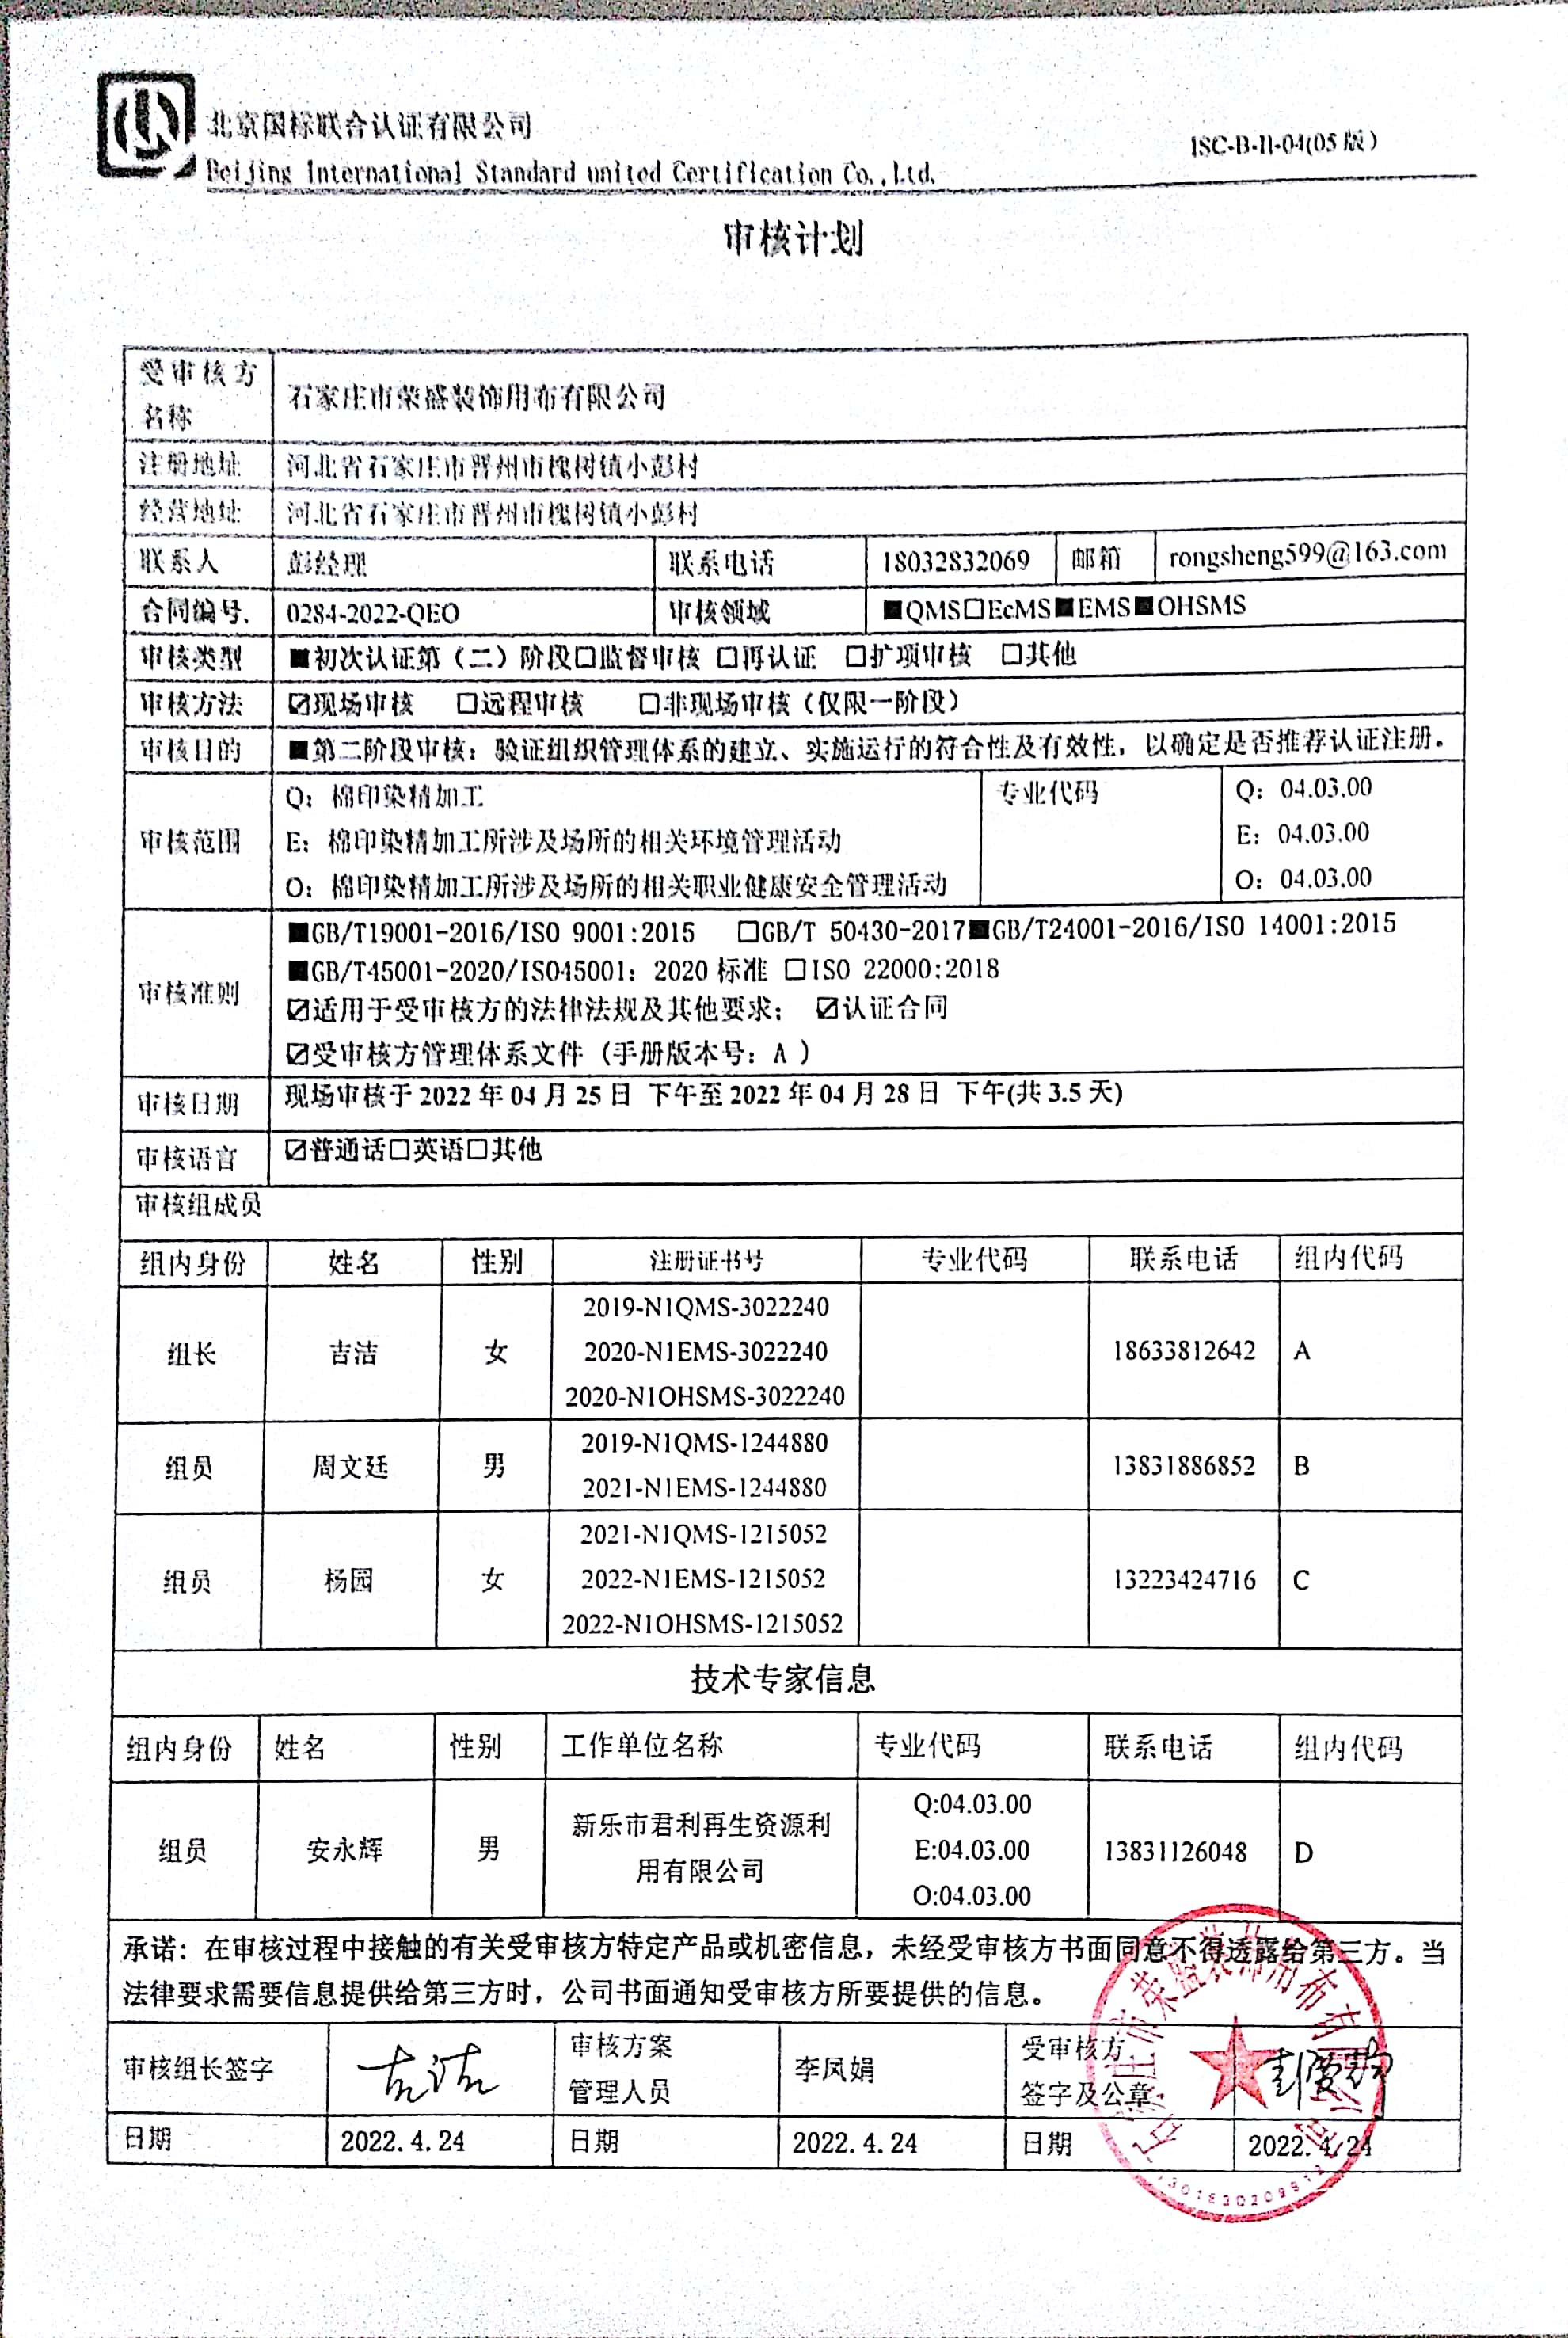 北京国标联合认证有限公司
Beijing International Standard united Certification Co.,Ltd.
ISC-B-II-04(05版)
审核计划
受审核方名称 石家庄市荣盛装饰用布有限公司
注册地址 河北省石家庄市晋州市槐树镇小彭村
经营地址 河北省石家庄市晋州市槐树镇小彭村
联系人 彭经理 联系电话 18032832069 邮箱 rongsheng599@163.com
合同编号. 0284-2022-QEO 审核领域 ■QMS□EcMS■EMS■OHSMS
审核类型 ■初次认证第（二）阶段□监督审核 □再认证 □扩项审核 □其他
审核方法 ☑现场审核 □远程审核 □非现场审核（仅限一阶段）
审核目的 ■第二阶段审核：验证组织管理体系的建立、实施运行的符合性及有效性，以确定是否推荐认证注册。
审核范围 Q：棉印染精加工 专业代码 Q：04.03.00
E：棉印染精加工所涉及场所的相关环境管理活动 E：04.03.00
O：棉印染精加工所涉及场所的相关职业健康安全管理活动 O：04.03.00
审核准则 ■GB/T19001-2016/ISO 9001:2015 □GB/T 50430-2017■GB/T24001-2016/ISO 14001:2015
■GB/T45001-2020/ISO45001：2020 标准 □ISO 22000:2018
☑适用于受审核方的法律法规及其他要求； ☑认证合同
☑受审核方管理体系文件（手册版本号：A ）
审核日期 现场审核于 2022 年 04 月 25 日 下午至 2022 年 04 月 28 日 下午(共 3.5 天)
审核语言 ☑普通话□英语□其他
审核组成员
组内身份 姓名 性别 注册证书号 专业代码 联系电话 组内代码
组长 吉洁 女 2019-N1QMS-3022240 18633812642 A
2020-N1EMS-3022240
2020-N1OHSMS-3022240
组员 周文廷 男 2019-N1QMS-1244880 13831886852 B
2021-N1EMS-1244880
组员 杨园 女 2021-N1QMS-1215052 13223424716 C
2022-N1EMS-1215052
2022-N1OHSMS-1215052
技术专家信息
组内身份 姓名 性别 工作单位名称 专业代码 联系电话 组内代码
组员 安永辉 男 新乐市君利再生资源利用有限公司 Q:04.03.00 13831126048 D
E:04.03.00
O:04.03.00
承诺：在审核过程中接触的有关受审核方特定产品或机密信息，未经受审核方书面同意不得透露给第三方。当
法律要求需要信息提供给第三方时，公司书面通知受审核方所要提供的信息。
审核组长签字 吉洁 审核方案管理人员 李凤娟 受审核方签字及公章
日期 2022.4.24 日期 2022.4.24 日期 2022.4.24
石家庄市荣盛装饰用布有限公司